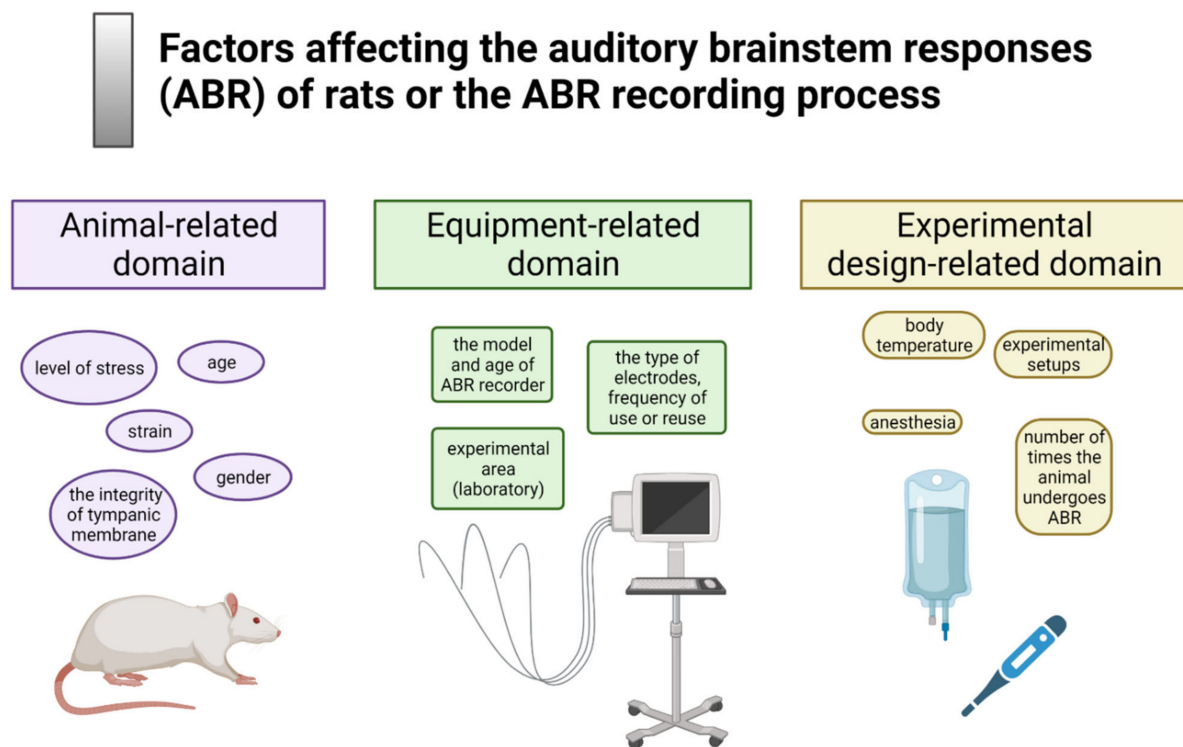 Factors affecting the auditory brainstem responses
(ABR) of rats or the ABR recording process
Animal-related
domain
level of stress
age
strain
gender
the integrity
of tympanic
membrane
Equipment-related
domain
the model
and age of
ABR recorder
the type of
electrodes,
frequency of
use or reuse
experimental
area
(laboratory)
Experimental
design-related domain
body
temperature
experimental
setups
anesthesia
number of
times the
animal
undergoes
ABR